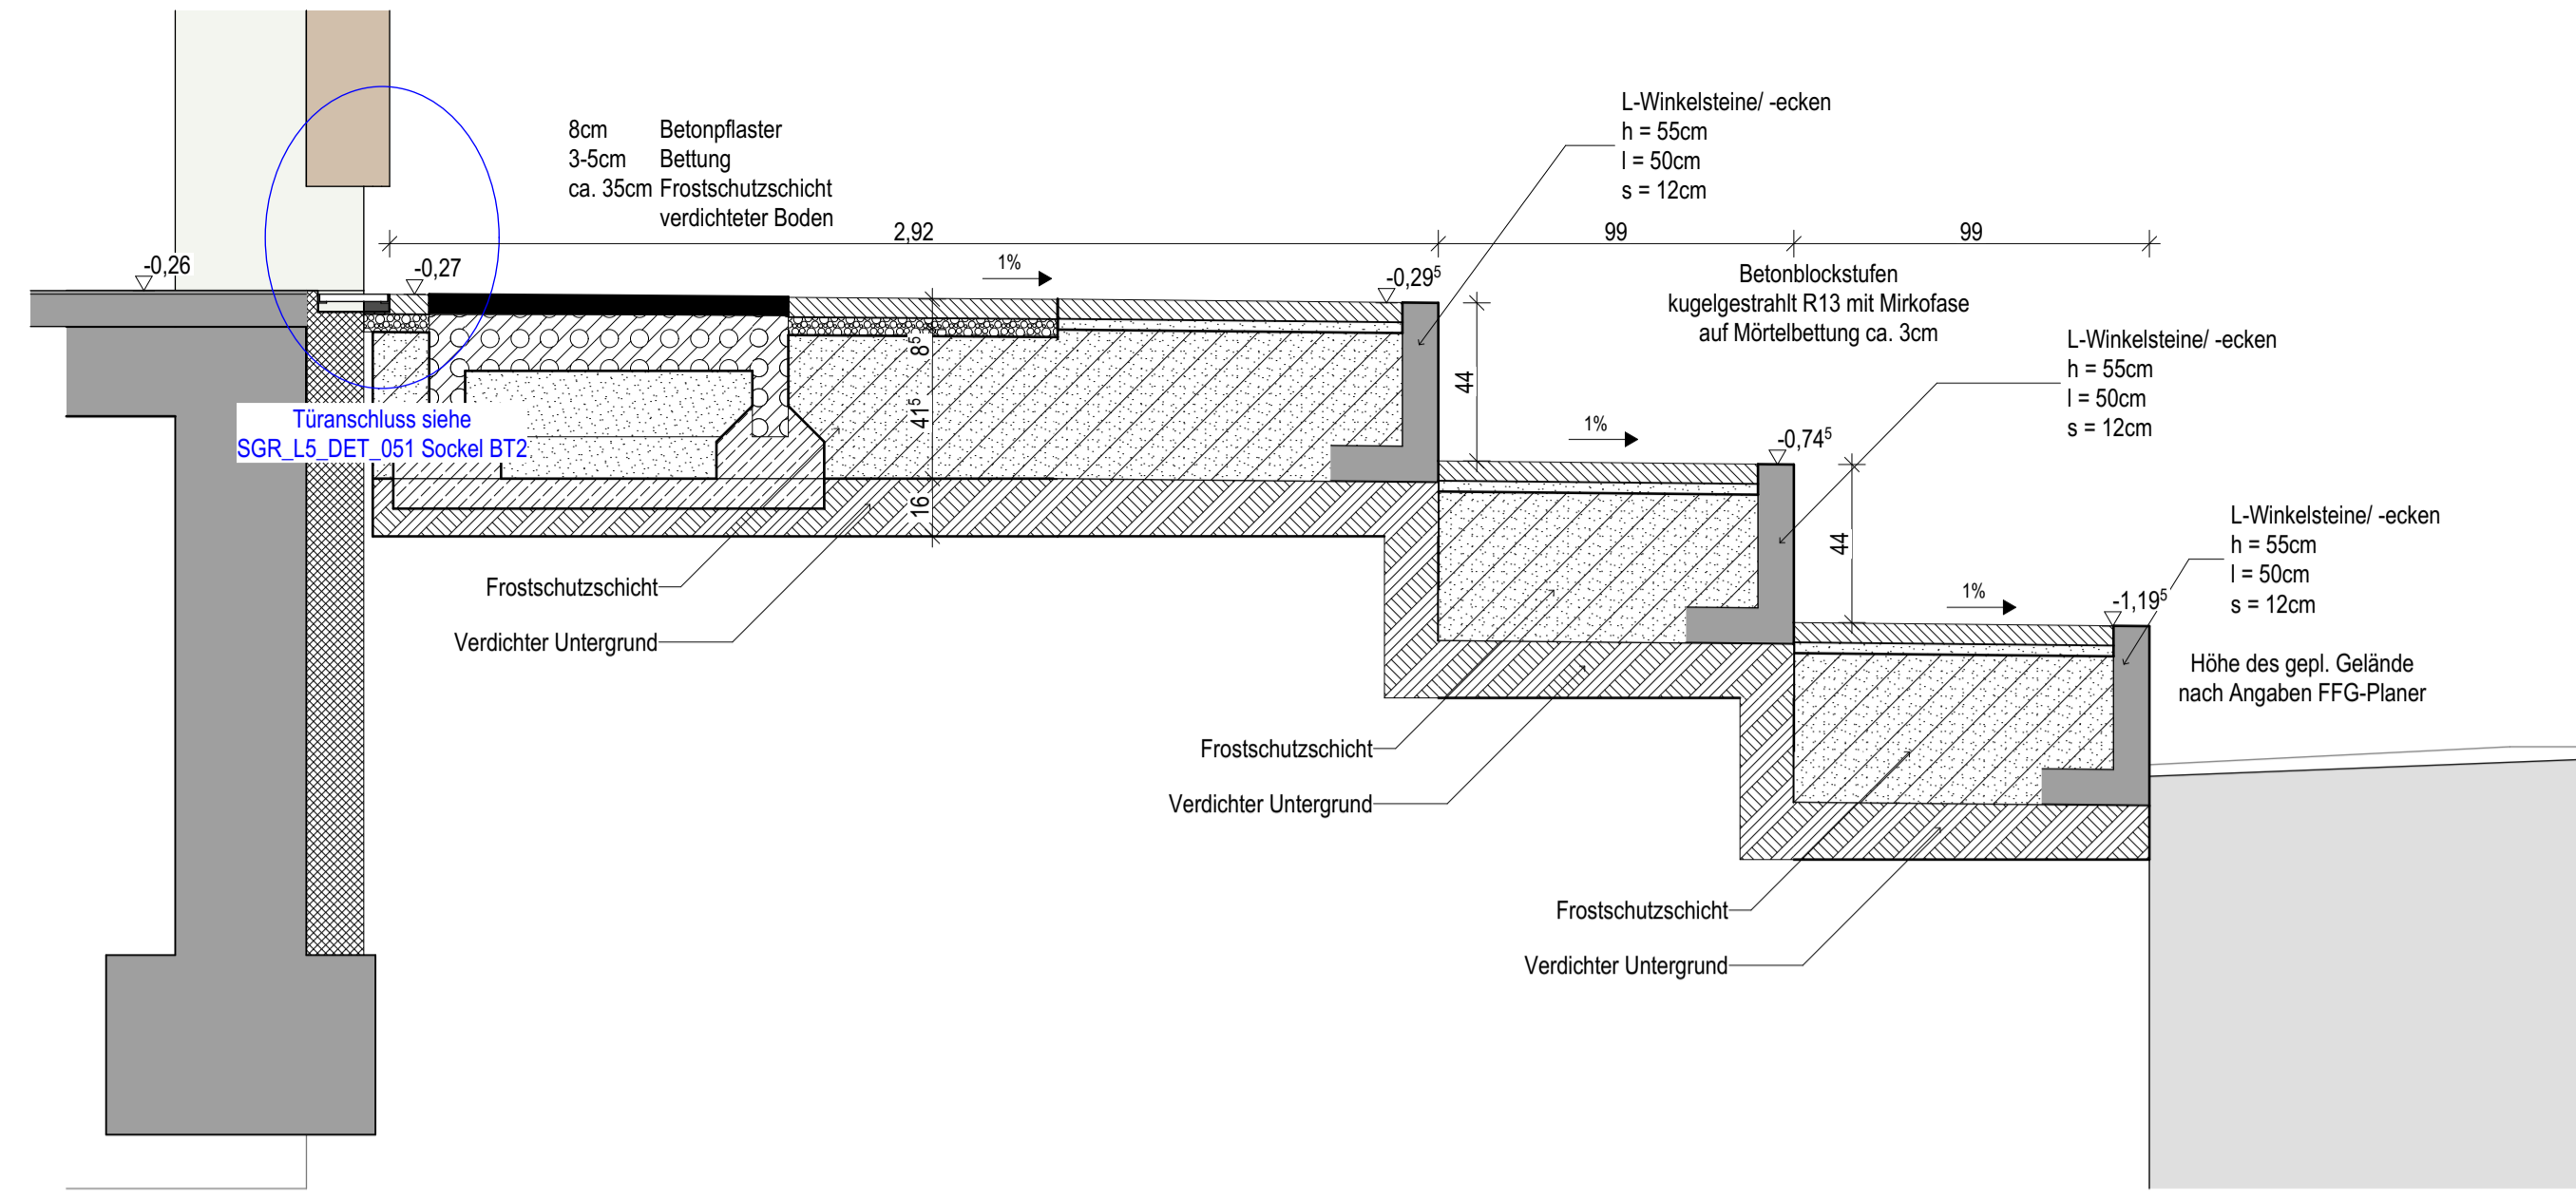 8cm Betonpflaster
3-5cm Bettung
ca. 35cm Frostschutzschicht
verdichteter Boden
L-Winkelsteine/ -ecken
h = 55cm
l = 50cm
s = 12cm
2,92
99
99
-0,26
-0,27
1%
-0,29⁵
Betonblockstufen
kugelgestrahlt R13 mit Mirkofase
auf Mörtelbettung ca. 3cm
L-Winkelsteine/ -ecken
h = 55cm
l = 50cm
s = 12cm
8⁵
41⁵
16
44
1%
-0,74⁵
Türanschluss siehe
SGR_L5_DET_051 Sockel BT2
44
L-Winkelsteine/ -ecken
h = 55cm
l = 50cm
s = 12cm
1%
-1,19⁵
Höhe des gepl. Gelände
nach Angaben FFG-Planer
Frostschutzschicht
Verdichter Untergrund
Frostschutzschicht
Verdichter Untergrund
Frostschutzschicht
Verdichter Untergrund